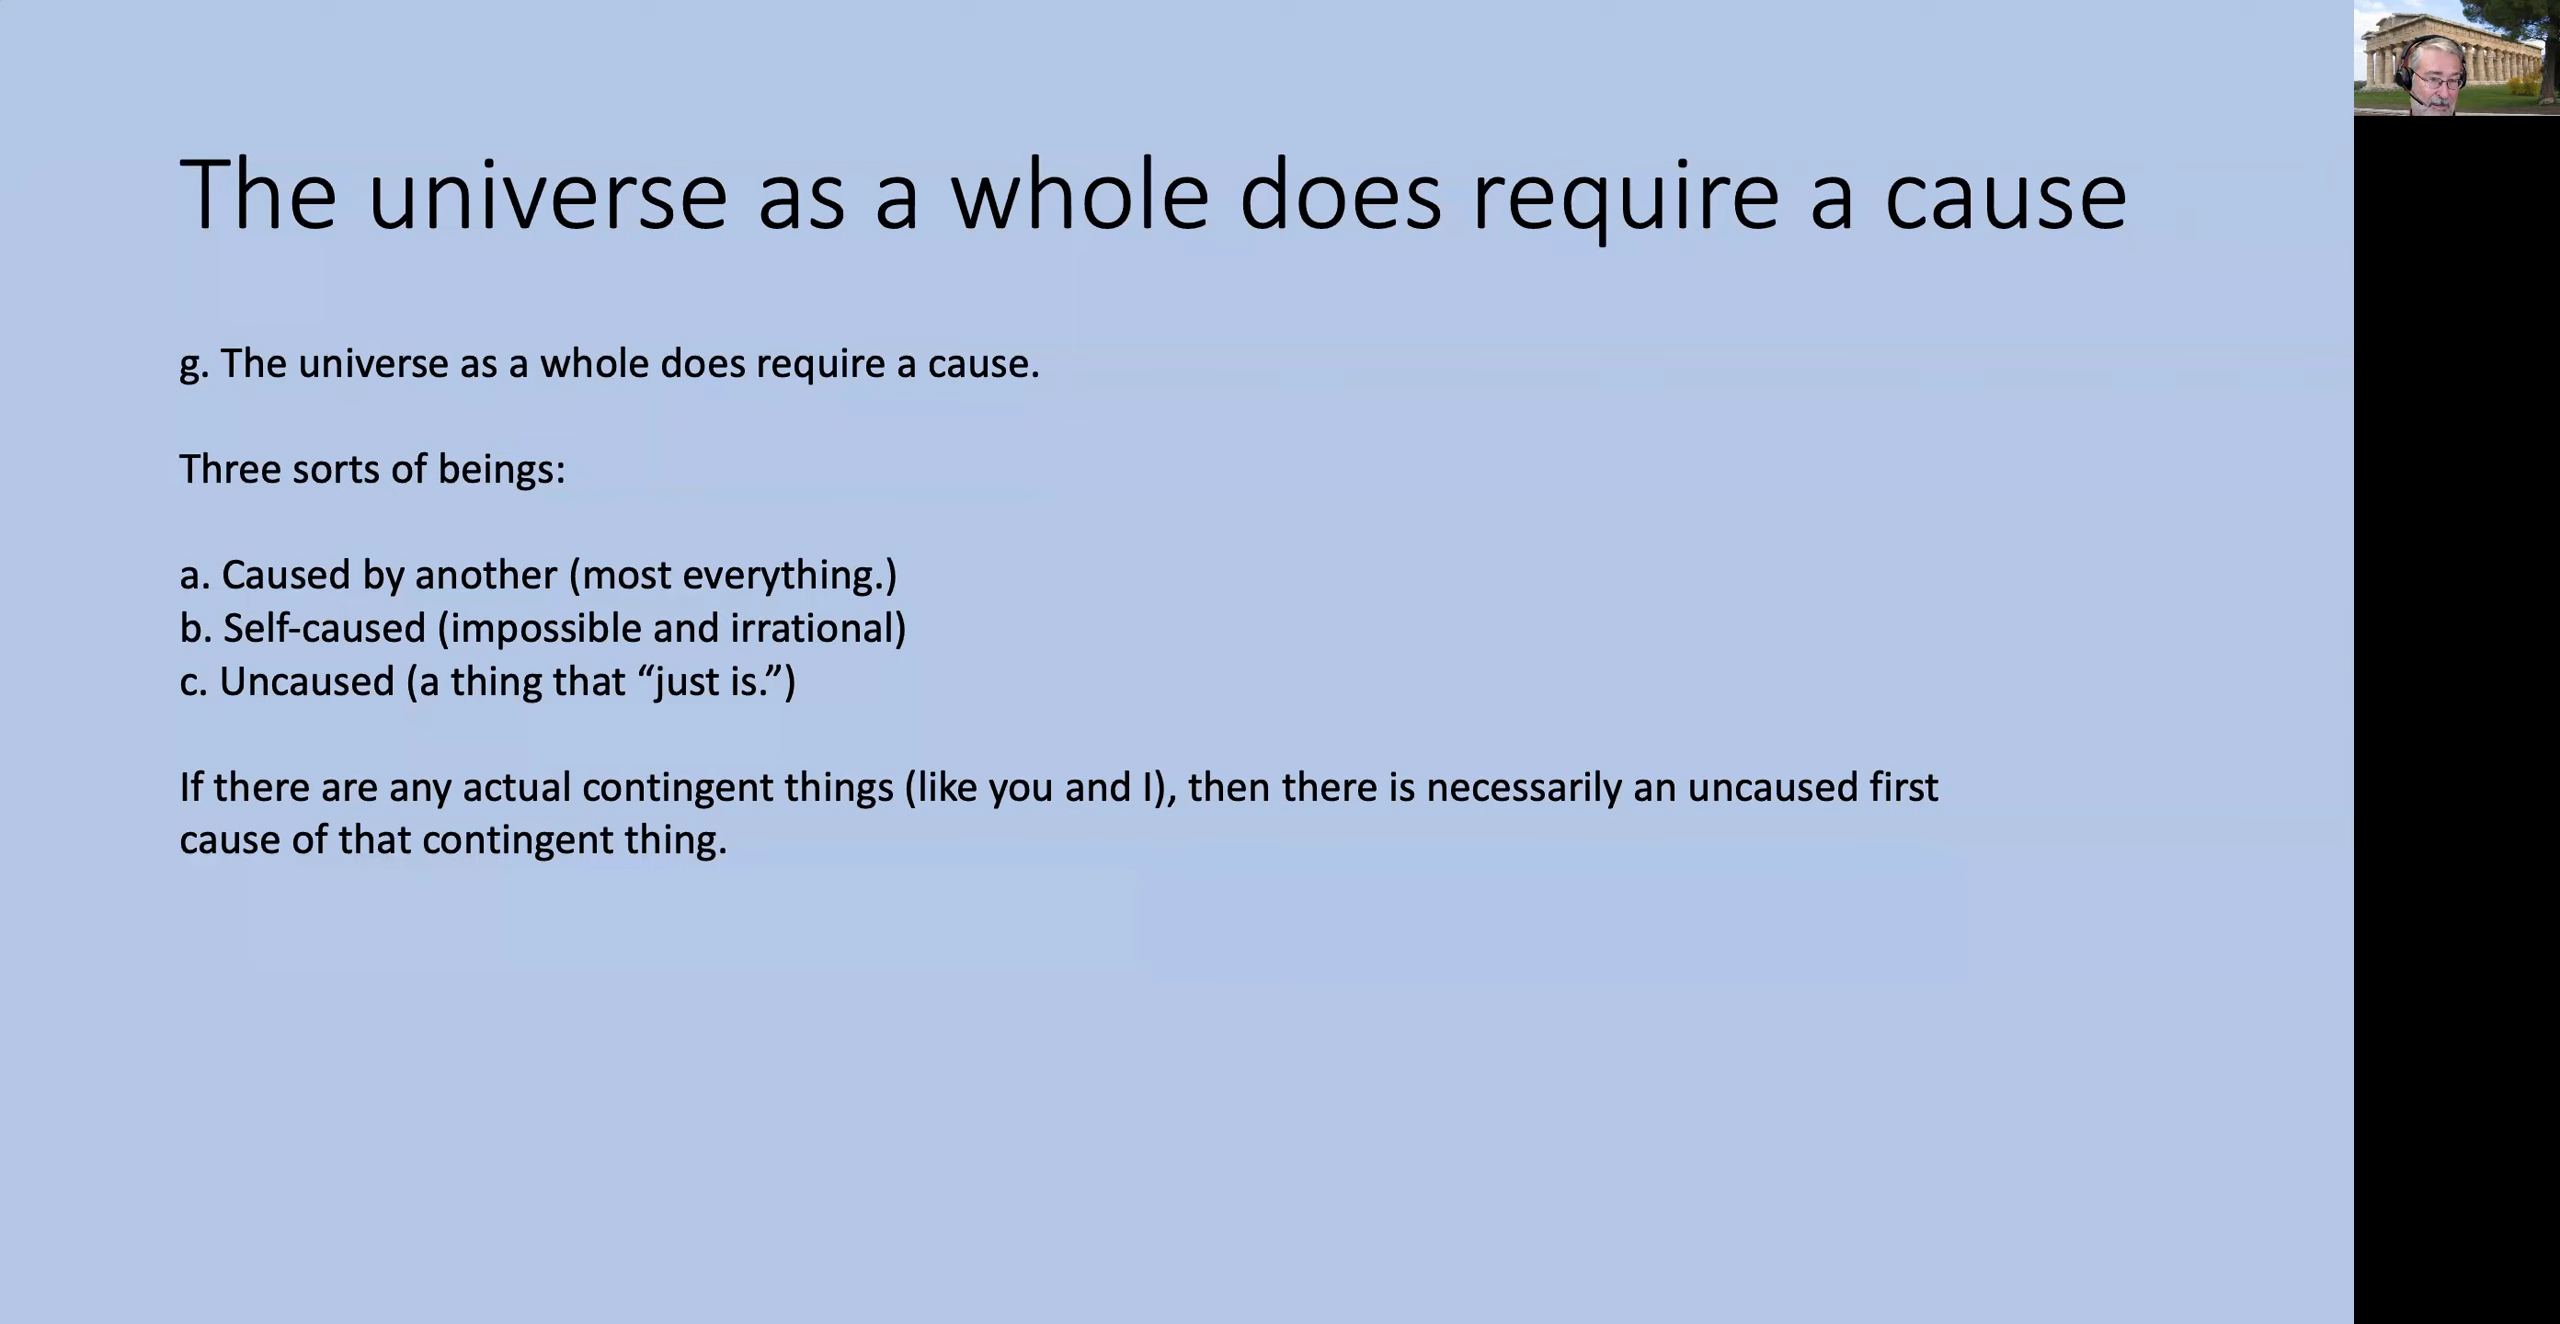 The universe as a whole does require a cause
g. The universe as a whole does require a cause.
Three sorts of beings:
a. Caused by another (most everything.)
b. Self-caused (impossible and irrational)
c. Uncaused (a thing that “just is.”)
If there are any actual contingent things (like you and I), then there is necessarily an uncaused first
cause of that contingent thing.